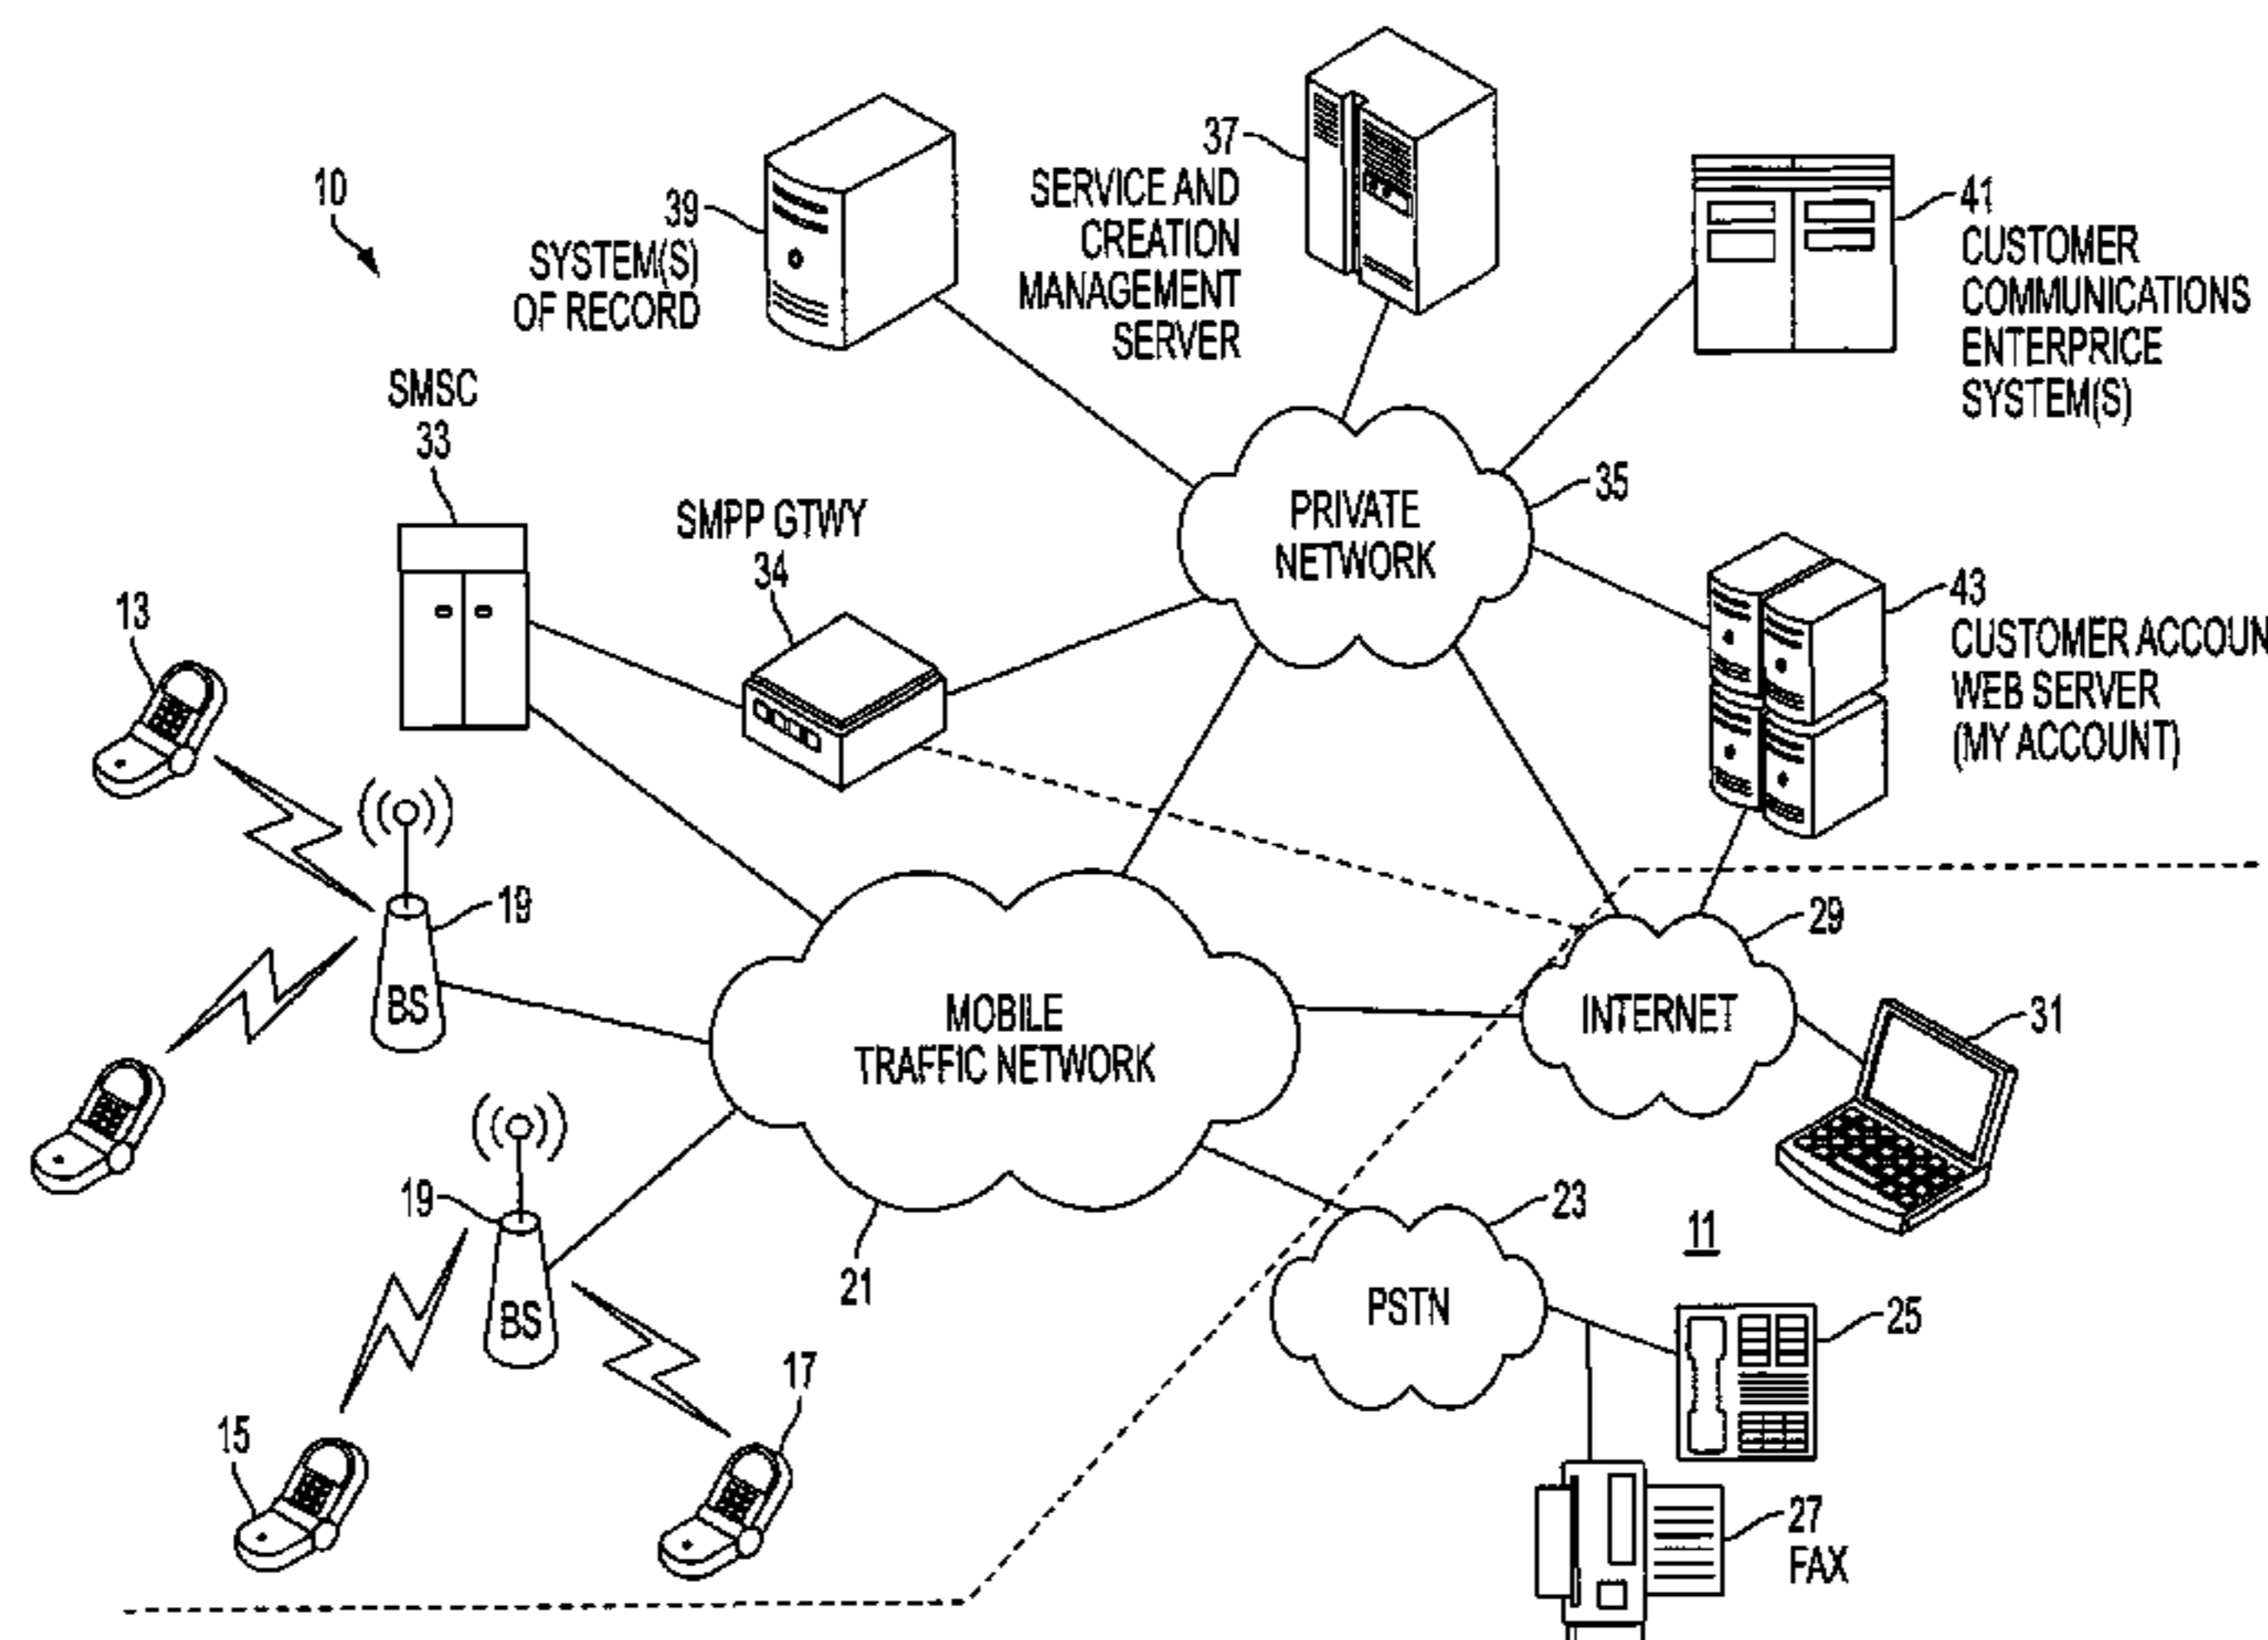 10
39
SYSTEM(S)
OF RECORD
37
SERVICE AND
CREATION
MANAGEMENT
SERVER
41
CUSTOMER
COMMUNICATIONS
ENTERPRICE
SYSTEM(S)
SMSC
33
SMPP GTWY
34
PRIVATE
NETWORK
35
43
CUSTOMER ACCOUN
WEB SERVER
(MY ACCOUNT)
13
19
BS
MOBILE
TRAFFIC NETWORK
21
29
INTERNET
31
19
BS
23
PSTN
11
25
15
17
27
FAX